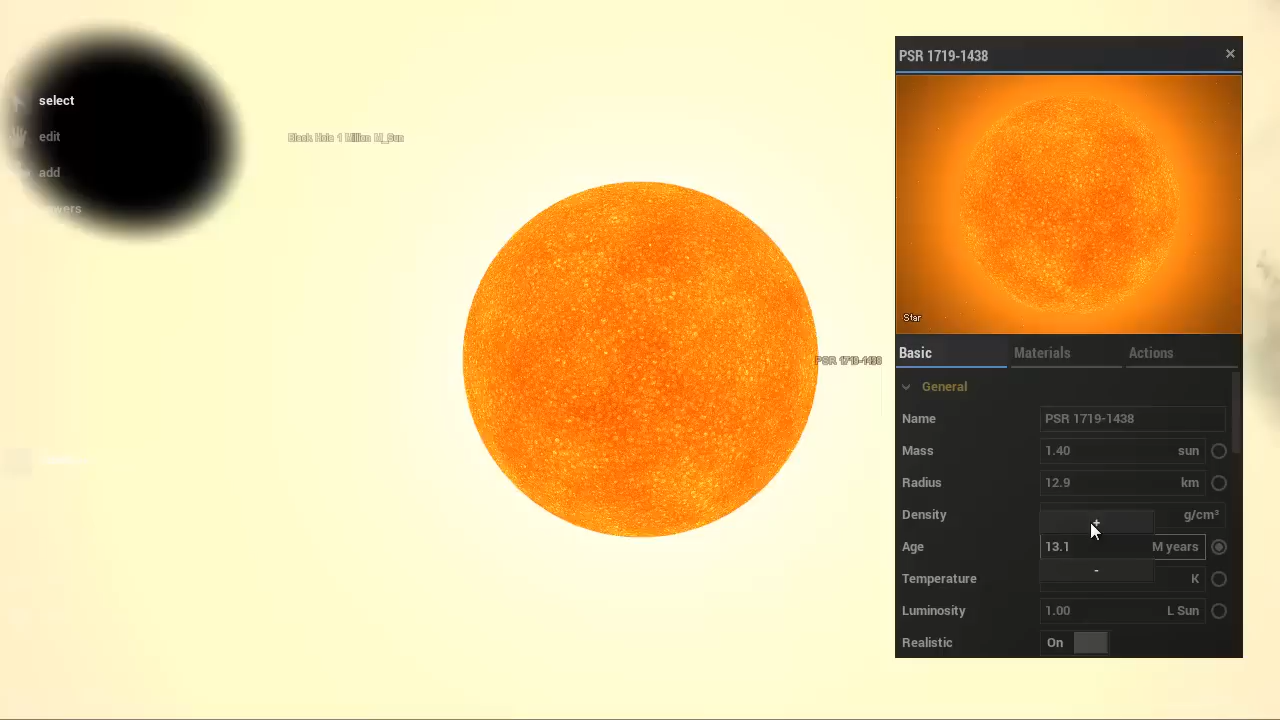 PSR 1719-1438
select
Black Hole 1 Million M_Sun
edit
add
Star
PSR 1719-1438
Basic Materials Actions
General
Name PSR 1719-1438
Mass 1.40 sun
Radius 12.9 km
Density g/cm³
+
Age 13.1 M years
-
Temperature K
Luminosity 1.00 L Sun
Realistic On